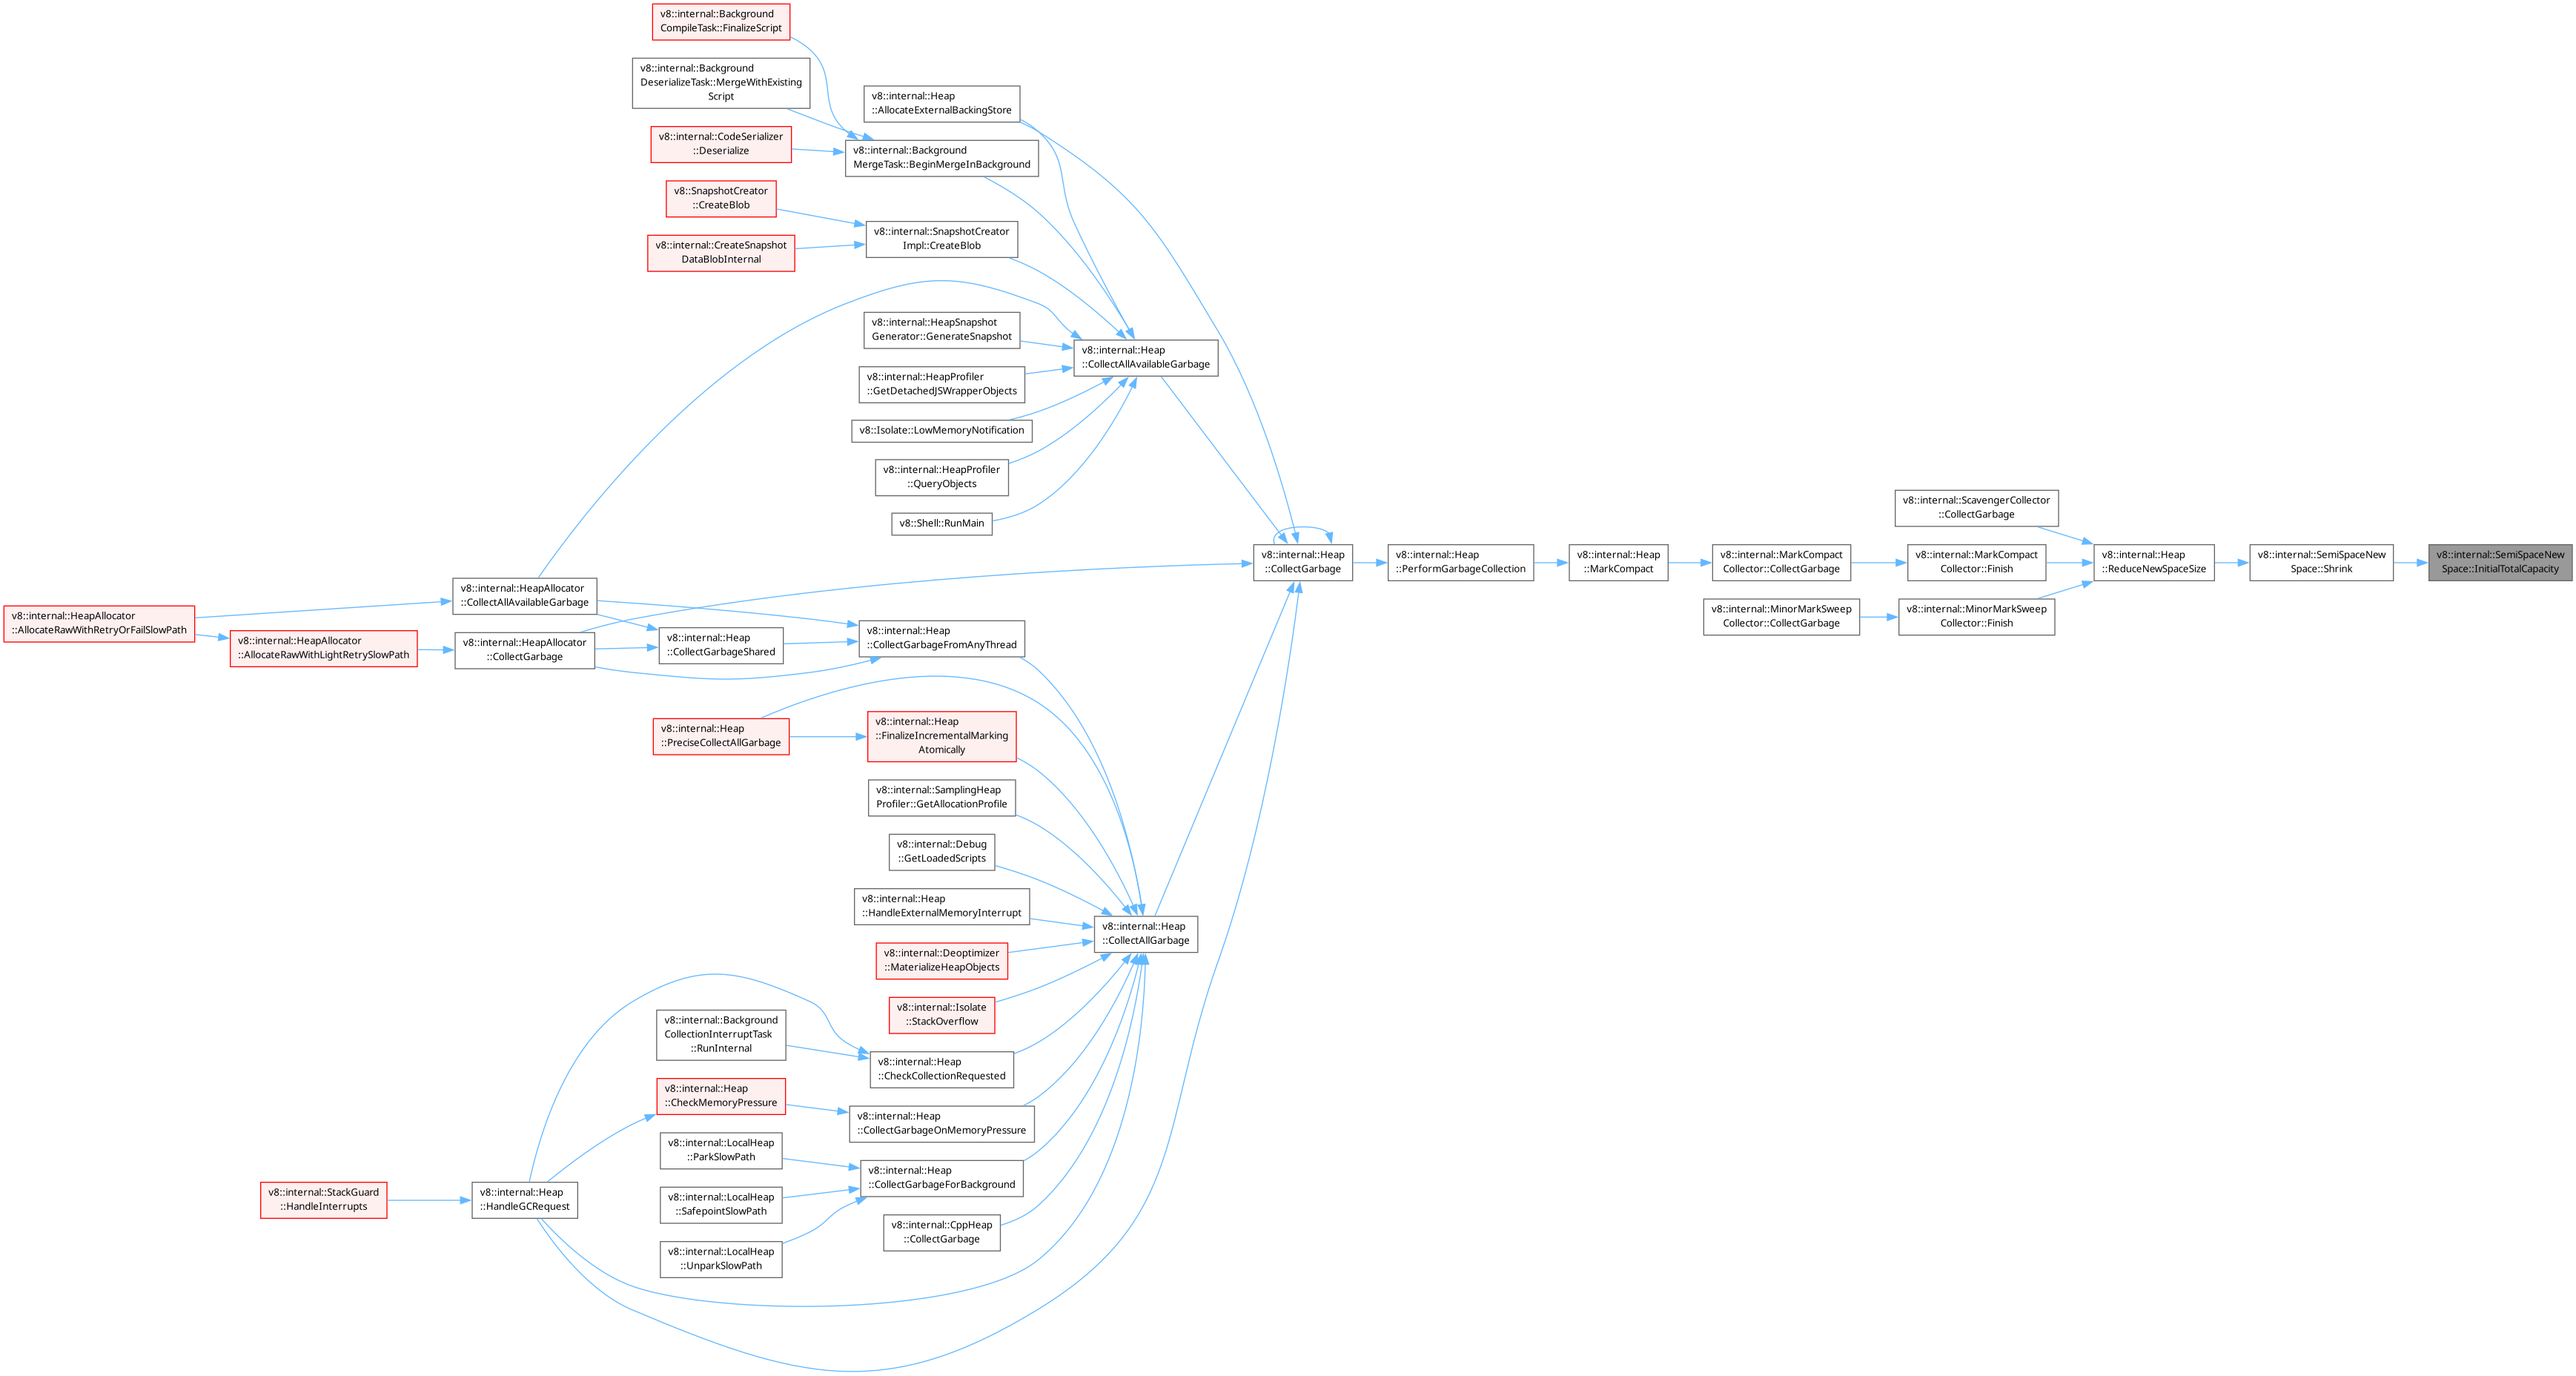 v8::internal::Background
CompileTask::FinalizeScript
v8::internal::Background
DeserializeTask::MergeWithExisting
Script
v8::internal::Heap
::AllocateExternalBackingStore
v8::internal::CodeSerializer
::Deserialize
v8::internal::Background
MergeTask::BeginMergeInBackground
v8::SnapshotCreator
::CreateBlob
v8::internal::SnapshotCreator
Impl::CreateBlob
v8::internal::CreateSnapshot
DataBlobInternal
v8::internal::HeapSnapshot
Generator::GenerateSnapshot
v8::internal::Heap
::CollectAllAvailableGarbage
v8::internal::HeapProfiler
::GetDetachedJSWrapperObjects
v8::Isolate::LowMemoryNotification
v8::internal::HeapProfiler
::QueryObjects
v8::Shell::RunMain
v8::internal::ScavengerCollector
::CollectGarbage
v8::internal::Heap
::CollectGarbage
v8::internal::Heap
::PerformGarbageCollection
v8::internal::Heap
::MarkCompact
v8::internal::MarkCompact
Collector::CollectGarbage
v8::internal::MarkCompact
Collector::Finish
v8::internal::Heap
::ReduceNewSpaceSize
v8::internal::SemiSpaceNew
Space::Shrink
v8::internal::SemiSpaceNew
Space::InitialTotalCapacity
v8::internal::MinorMarkSweep
Collector::CollectGarbage
v8::internal::MinorMarkSweep
Collector::Finish
v8::internal::HeapAllocator
::CollectAllAvailableGarbage
v8::internal::HeapAllocator
::AllocateRawWithRetryOrFailSlowPath
v8::internal::HeapAllocator
::AllocateRawWithLightRetrySlowPath
v8::internal::HeapAllocator
::CollectGarbage
v8::internal::Heap
::CollectGarbageShared
v8::internal::Heap
::CollectGarbageFromAnyThread
v8::internal::Heap
::PreciseCollectAllGarbage
v8::internal::Heap
::FinalizeIncrementalMarking
Atomically
v8::internal::SamplingHeap
Profiler::GetAllocationProfile
v8::internal::Debug
::GetLoadedScripts
v8::internal::Heap
::HandleExternalMemoryInterrupt
v8::internal::Heap
::CollectAllGarbage
v8::internal::Deoptimizer
::MaterializeHeapObjects
v8::internal::Isolate
::StackOverflow
v8::internal::Background
CollectionInterruptTask
::RunInternal
v8::internal::Heap
::CheckCollectionRequested
v8::internal::Heap
::CheckMemoryPressure
v8::internal::Heap
::CollectGarbageOnMemoryPressure
v8::internal::LocalHeap
::ParkSlowPath
v8::internal::Heap
::CollectGarbageForBackground
v8::internal::StackGuard
::HandleInterrupts
v8::internal::Heap
::HandleGCRequest
v8::internal::LocalHeap
::SafepointSlowPath
v8::internal::CppHeap
::CollectGarbage
v8::internal::LocalHeap
::UnparkSlowPath